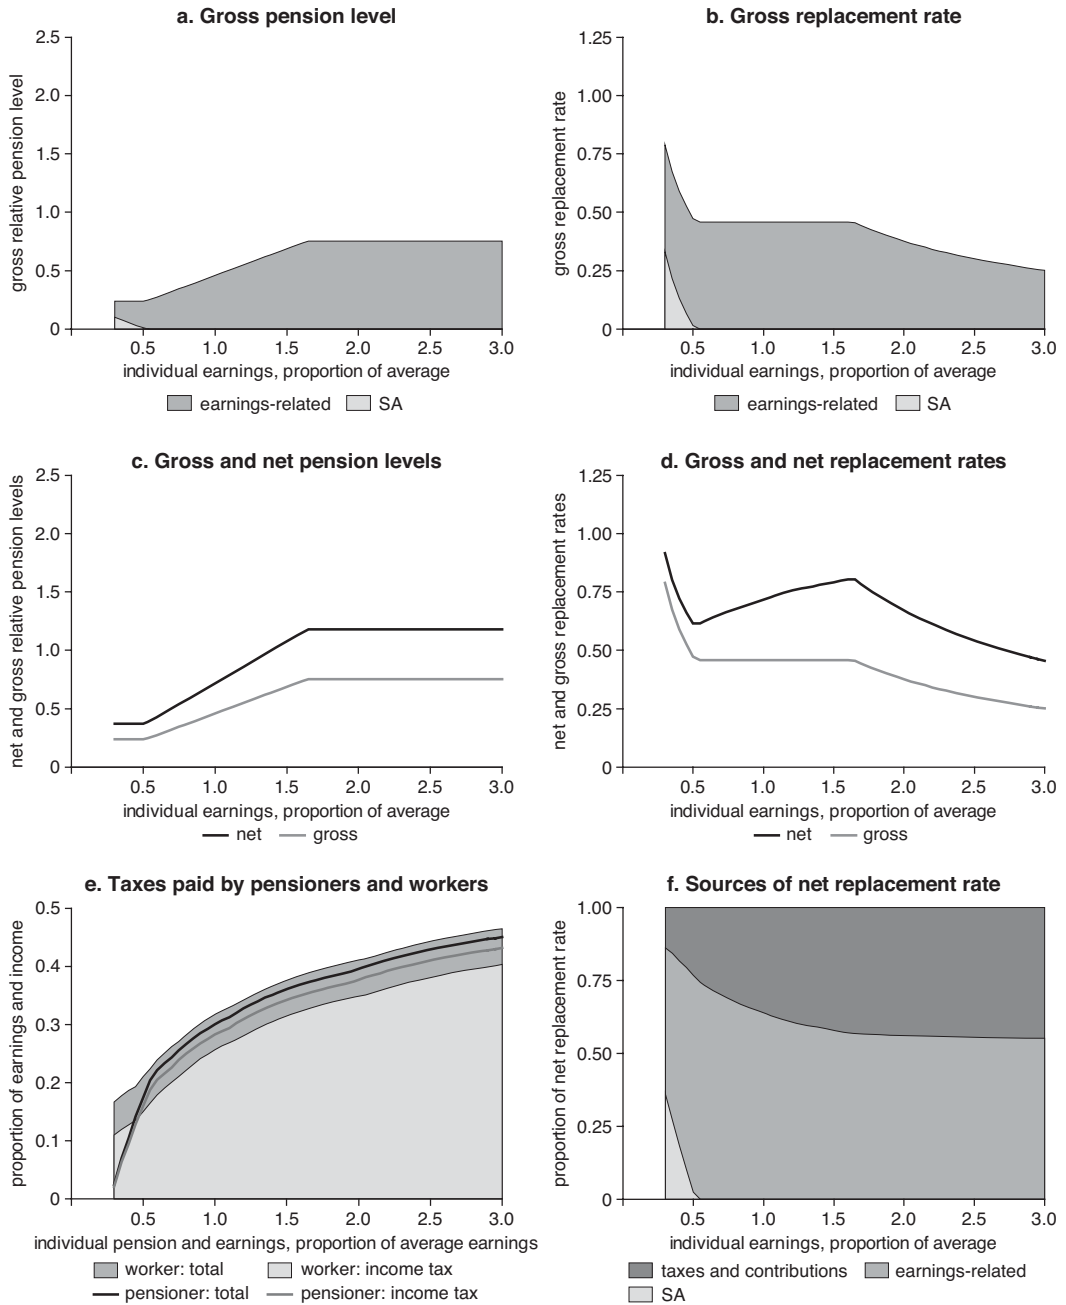 a. Gross pension level
gross relative pension level
2.5
2.0
1.5
1.0
0.5
0
0.5 1.0 1.5 2.0 2.5 3.0
individual earnings, proportion of average
earnings-related SA
b. Gross replacement rate
gross replacement rate
1.25
1.00
0.75
0.50
0.25
0
0.5 1.0 1.5 2.0 2.5 3.0
individual earnings, proportion of average
earnings-related SA
c. Gross and net pension levels
net and gross relative pension levels
2.5
2.0
1.5
1.0
0.5
0
0.5 1.0 1.5 2.0 2.5 3.0
individual earnings, proportion of average
net gross
d. Gross and net replacement rates
net and gross replacement rates
1.25
1.00
0.75
0.50
0.25
0
0.5 1.0 1.5 2.0 2.5 3.0
individual earnings, proportion of average
net gross
e. Taxes paid by pensioners and workers
proportion of earnings and income
0.5
0.4
0.3
0.2
0.1
0
0.5 1.0 1.5 2.0 2.5 3.0
individual pension and earnings, proportion of average earnings
worker: total worker: income tax
pensioner: total pensioner: income tax
f. Sources of net replacement rate
proportion of net replacement rate
1.00
0.75
0.50
0.25
0
0.5 1.0 1.5 2.0 2.5 3.0
individual earnings, proportion of average
taxes and contributions earnings-related
SA